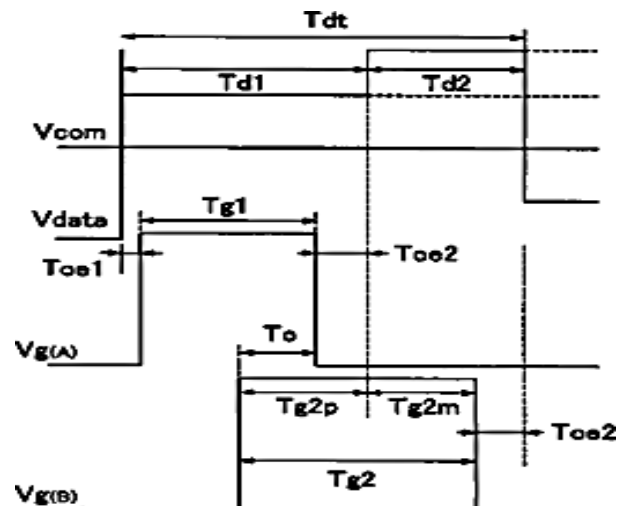 Tdt
Td1
Td2
Vcom
Vdata
Tg1
Toe1
Toe2
To
Vg(A)
Tg2p
Tg2m
Toe2
Tg2
Vg(B)